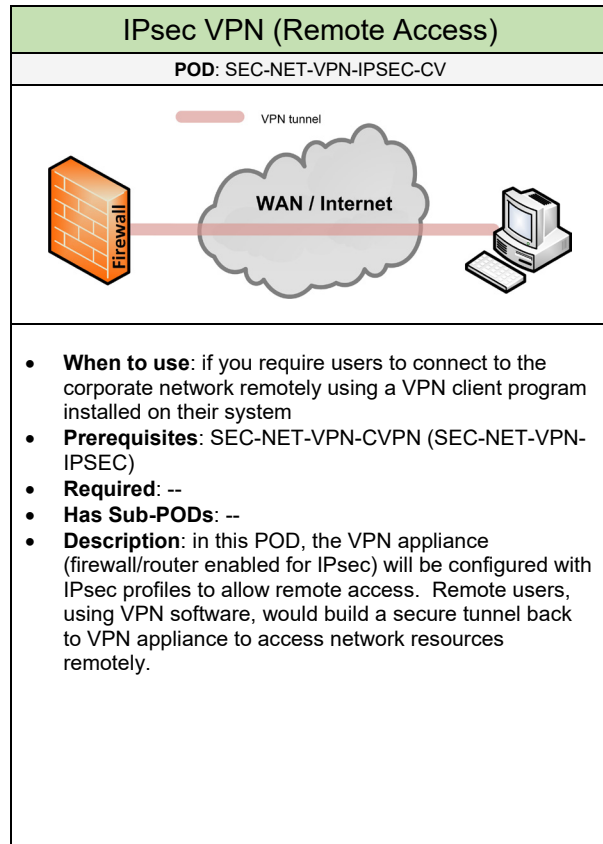 IPsec VPN (Remote Access)
POD: SEC-NET-VPN-IPSEC-CV
VPN tunnel
Firewall
WAN / Internet
• When to use: if you require users to connect to the
corporate network remotely using a VPN client program
installed on their system
• Prerequisites: SEC-NET-VPN-CVPN (SEC-NET-VPN-
IPSEC)
• Required: --
• Has Sub-PODs: --
• Description: in this POD, the VPN appliance
(firewall/router enabled for IPsec) will be configured with
IPsec profiles to allow remote access.  Remote users,
using VPN software, would build a secure tunnel back
to VPN appliance to access network resources
remotely.